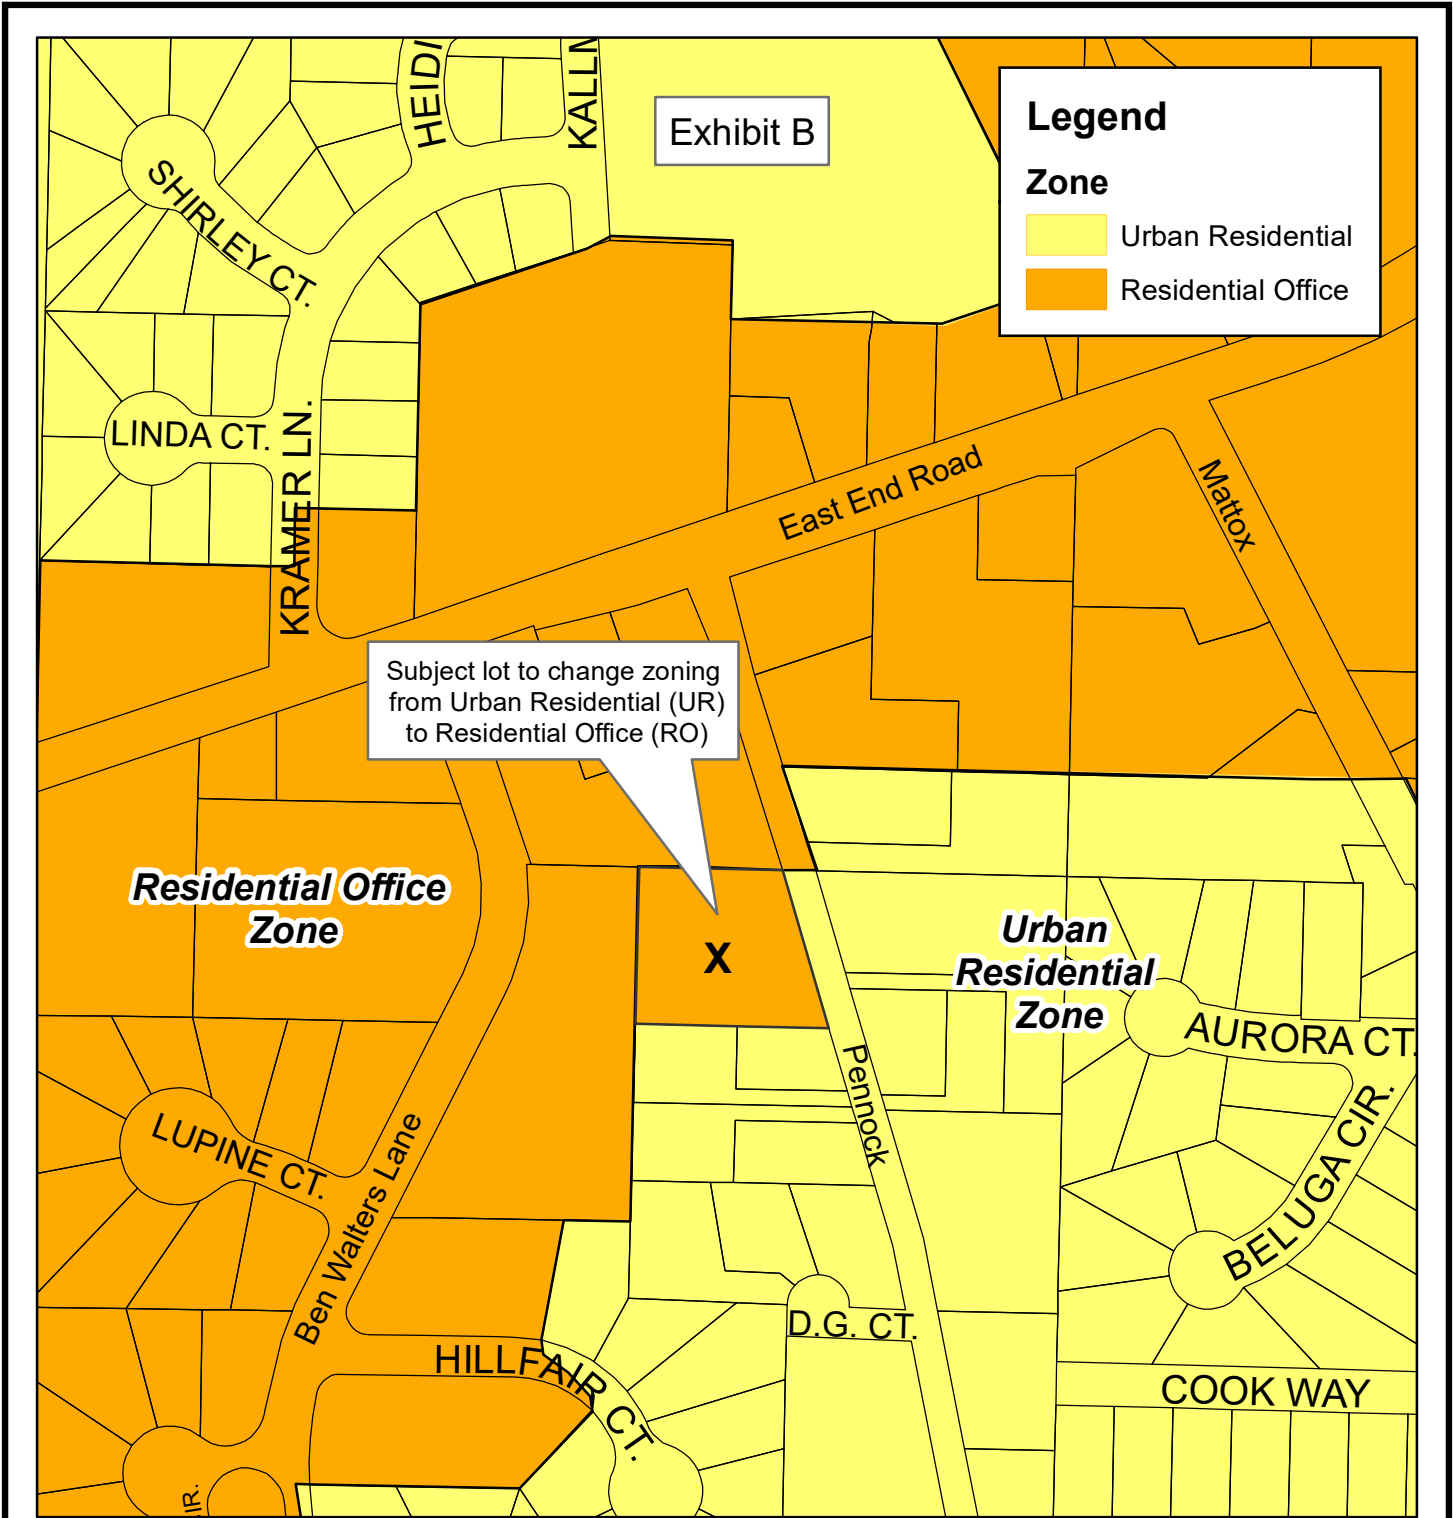 HEIDI
KALLN
Exhibit B
Legend
Zone
Urban Residential
Residential Office
SHIRLEY CT.
LINDA CT.
KRAMER LN.
East End Road
Mattox
Subject lot to change zoning
from Urban Residential (UR)
to Residential Office (RO)
Residential Office
Zone
X
Urban
Residential
Zone
AURORA CT.
Pennock
LUPINE CT.
BELUGA CIR.
Ben Walters Lane
D.G. CT.
HILLFAIR CT.
COOK WAY
IR.